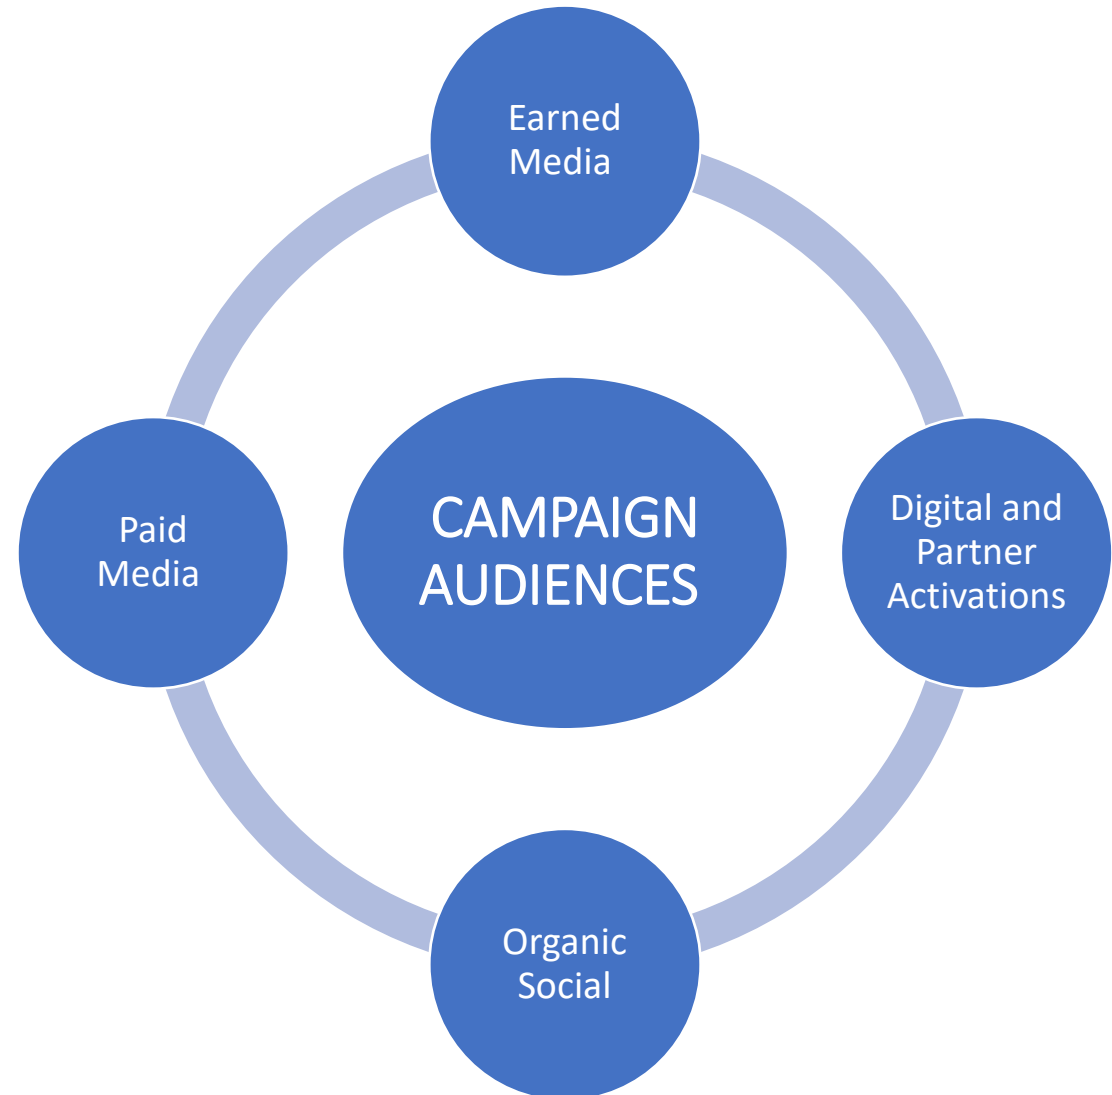 Earned
Media
Paid
Media
CAMPAIGN
AUDIENCES
Digital and
Partner
Activations
Organic
Social